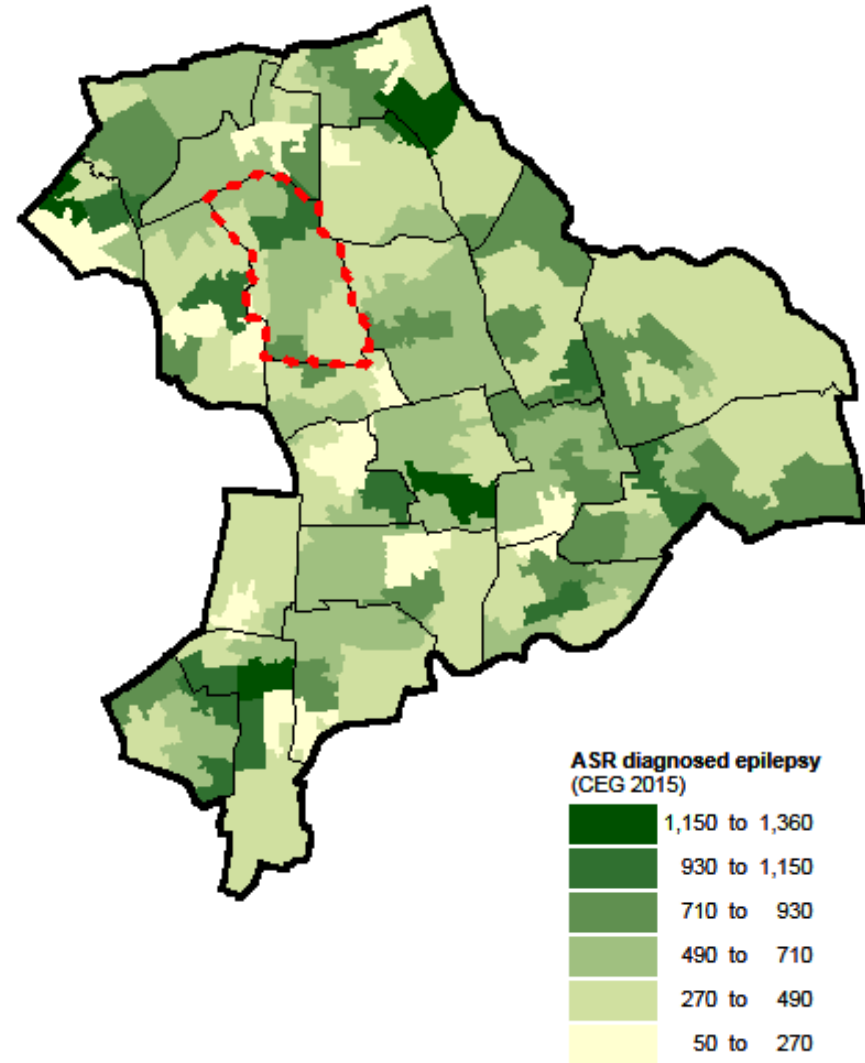 ASR diagnosed epilepsy
(CEG 2015)
1,150 to 1,360
930 to 1,150
710 to 930
490 to 710
270 to 490
50 to 270